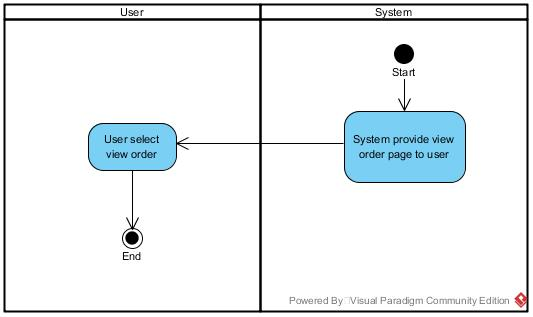 User
System
Start
System provide view
order page to user
User select
view order
End
Powered By Visual Paradigm Community Edition